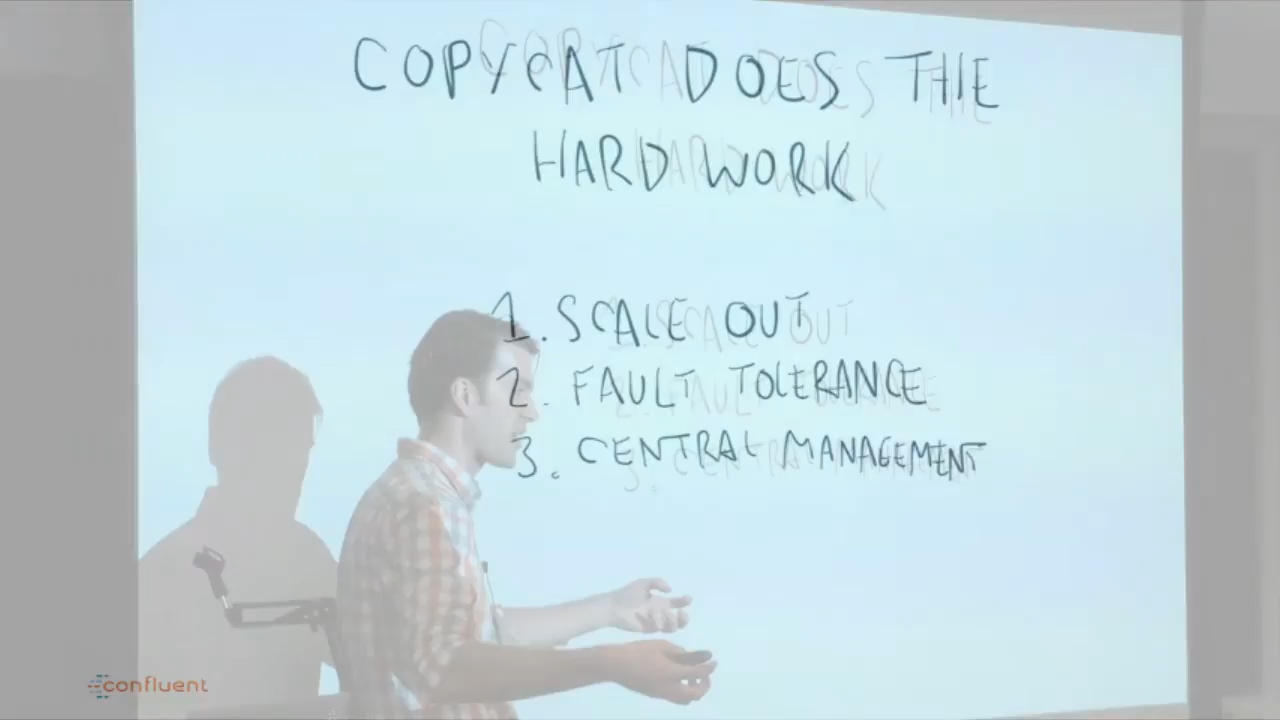 COPYCAT DOES THE
HARD WORK
1. SCALE OUT
2. FAULT TOLERANCE
3. CENTRAL MANAGEMENT
confluent